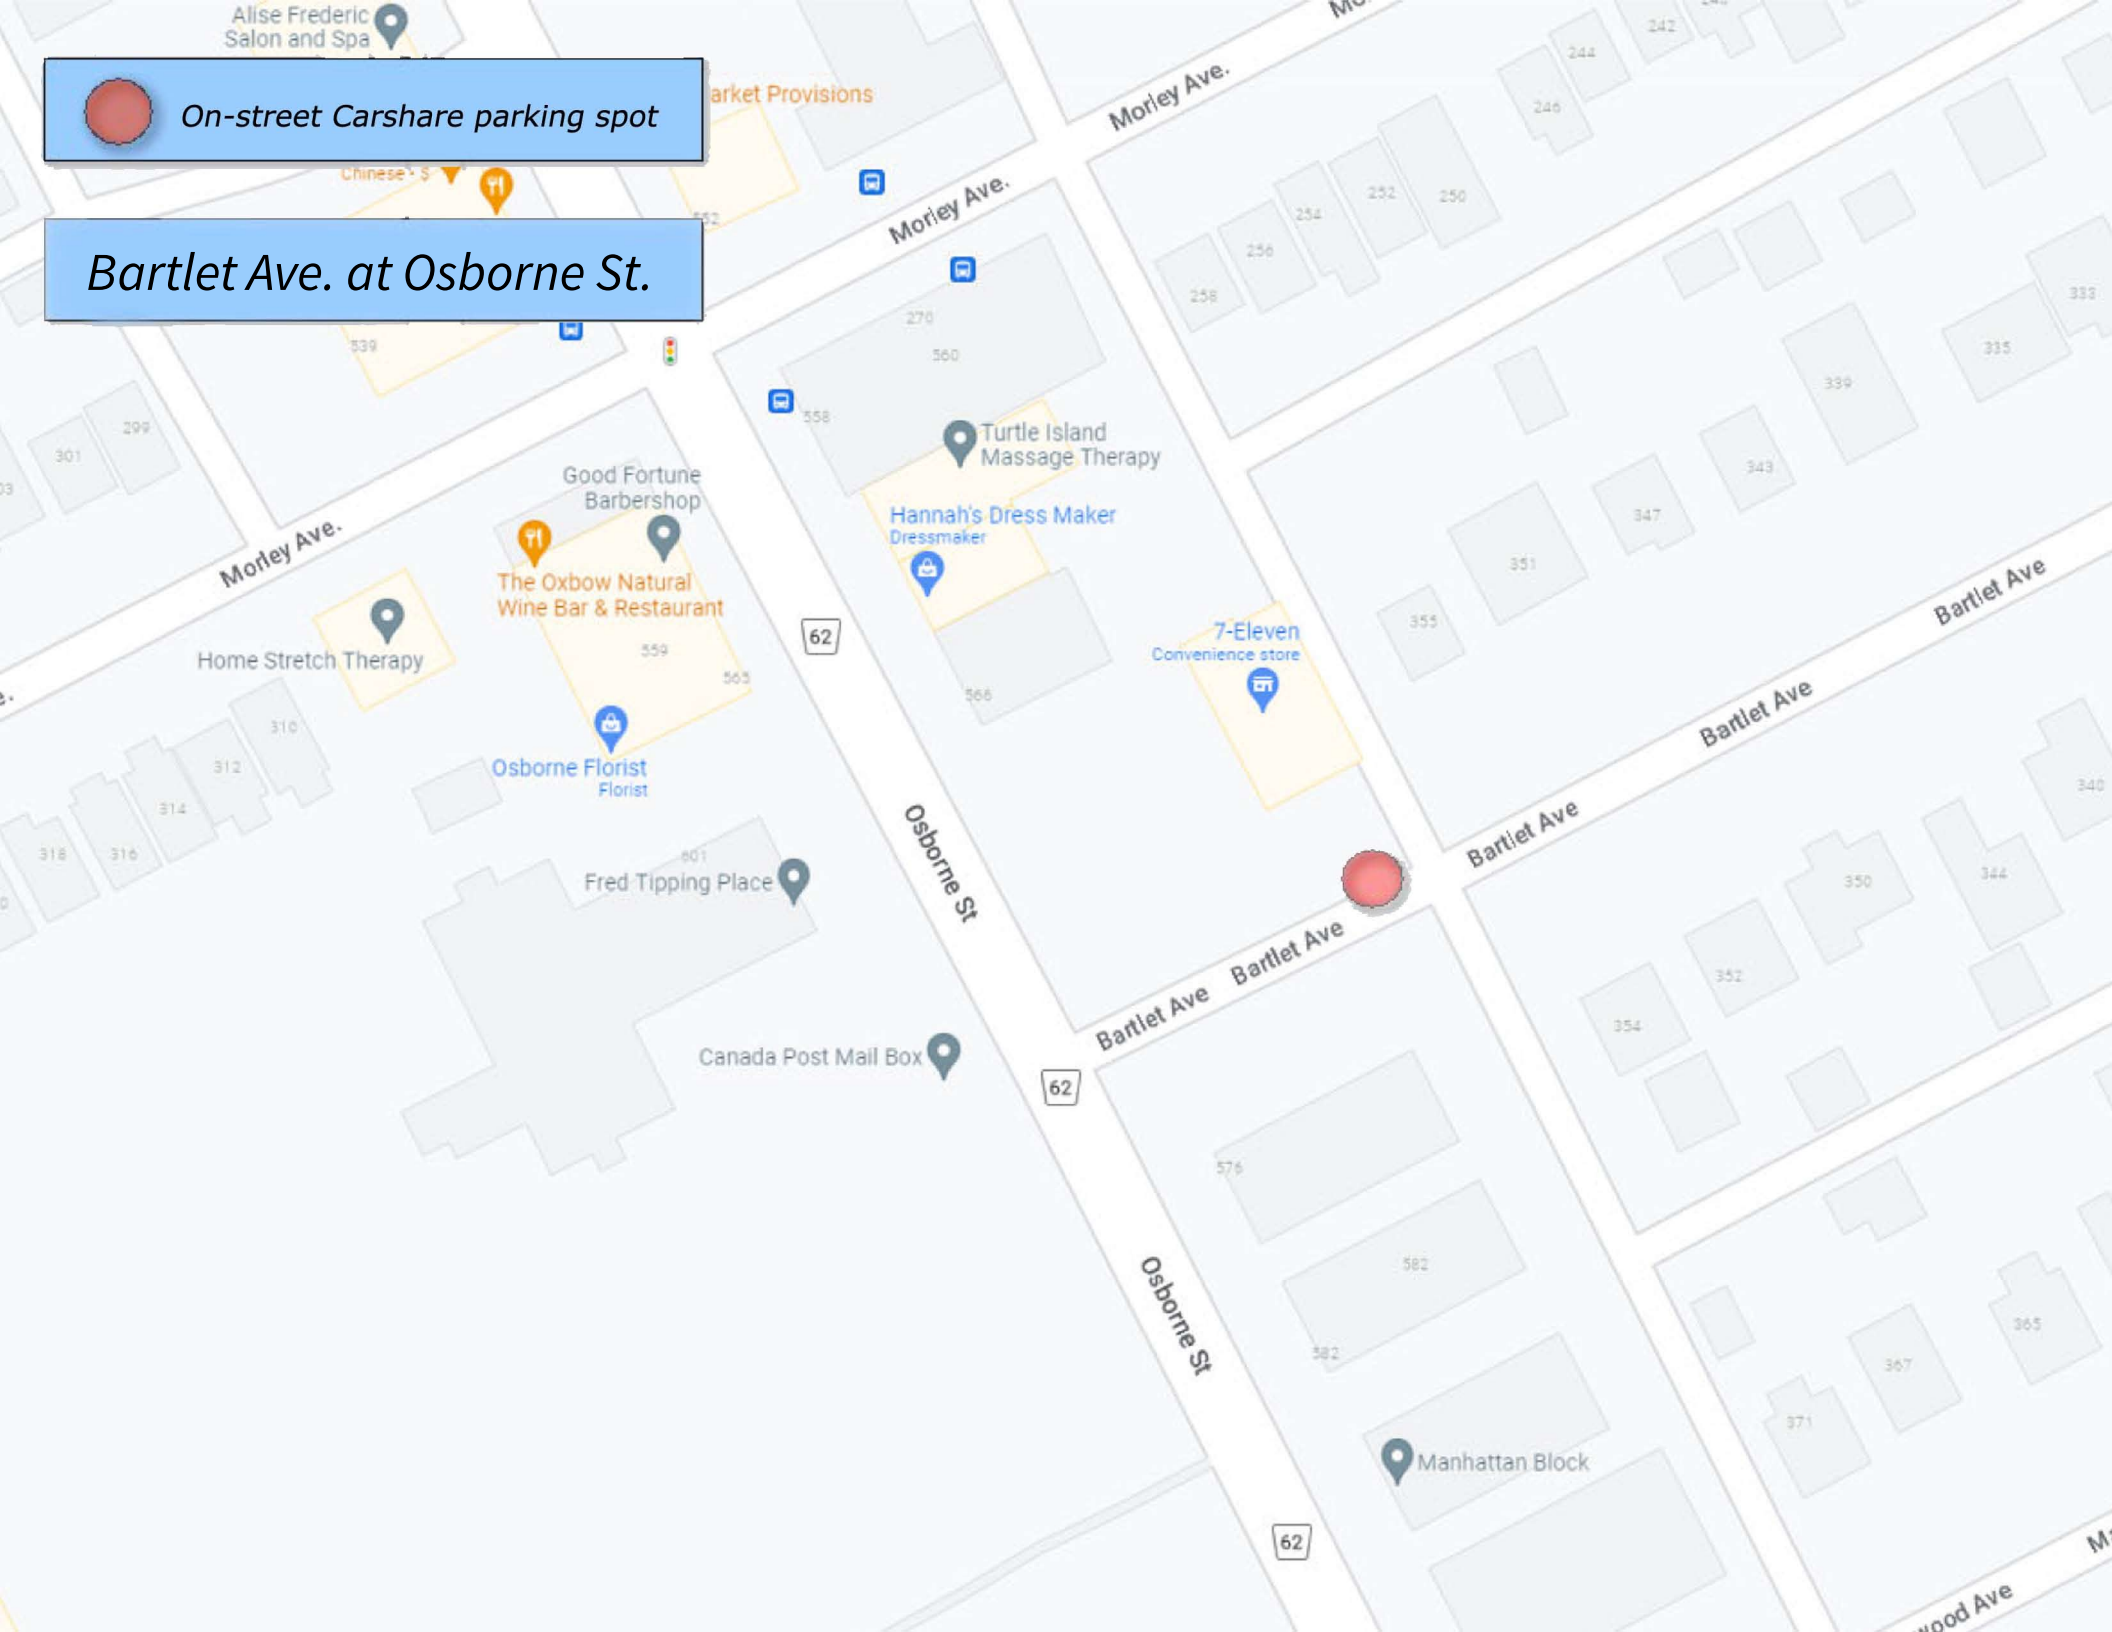 Alise Frederic
Salon and Spa
On-street Carshare parking spot
arket Provisions
Chinese · $
Bartlet Ave. at Osborne St.
Morley Ave.
Morley Ave.
242
244
246
250
252
254
256
258
552
539
270
560
558
333
335
339
343
347
351
355
299
301
Turtle Island
Massage Therapy
Good Fortune
Barbershop
Hannah's Dress Maker
Dressmaker
Morley Ave.
The Oxbow Natural
Wine Bar & Restaurant
62
559
565
566
7-Eleven
Convenience store
Home Stretch Therapy
310
312
314
316
318
Osborne Florist
Florist
Bartlet Ave
Bartlet Ave
Bartlet Ave
Bartlet Ave
Bartlet Ave
601
Fred Tipping Place
Osborne St
340
344
350
352
354
Canada Post Mail Box
62
576
582
582
Osborne St
365
367
371
Manhattan Block
62
wood Ave